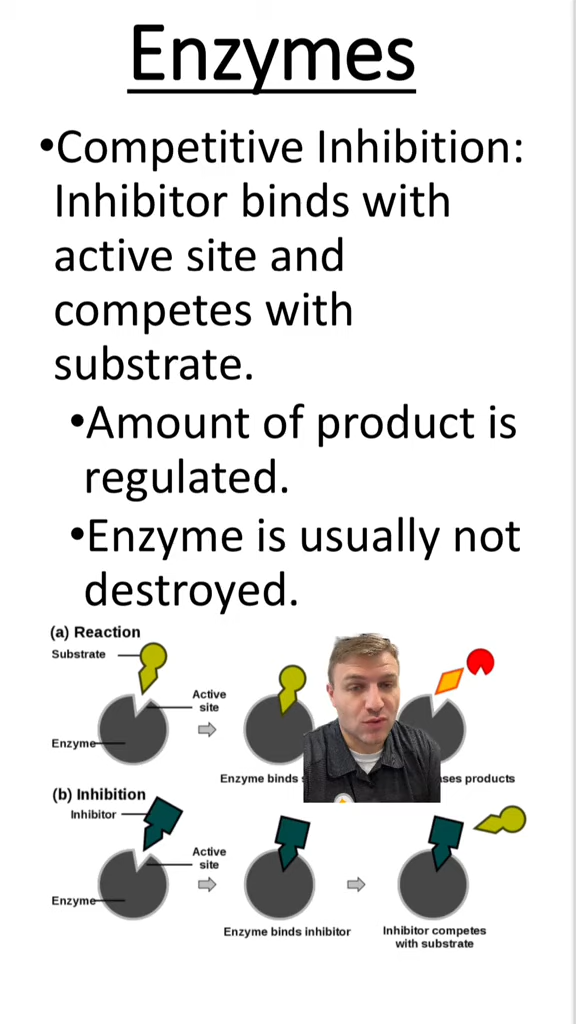 Enzymes
•Competitive Inhibition:
Inhibitor binds with
active site and
competes with
substrate.
•Amount of product is
regulated.
•Enzyme is usually not
destroyed.
(a) Reaction
Substrate
Active
site
Enzyme
Enzyme binds
products
(b) Inhibition
Inhibitor
Active
site
Enzyme
Enzyme binds inhibitor
Inhibitor competes
with substrate